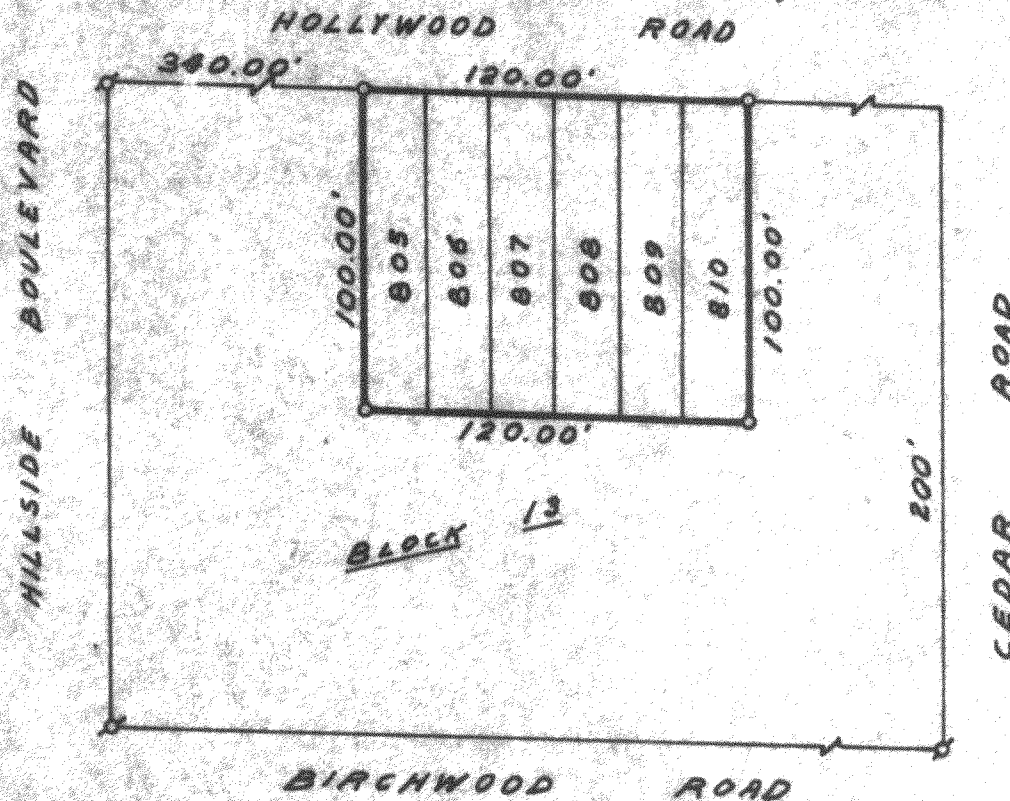 HOLLYWOOD ROAD
340.00'
120.00'
HILLSIDE BOULEVARD
100.00'
805
806
807
808
809
810
100.00'
120.00'
BLOCK 13
200'
CEDAR ROAD
BIRCHWOOD ROAD